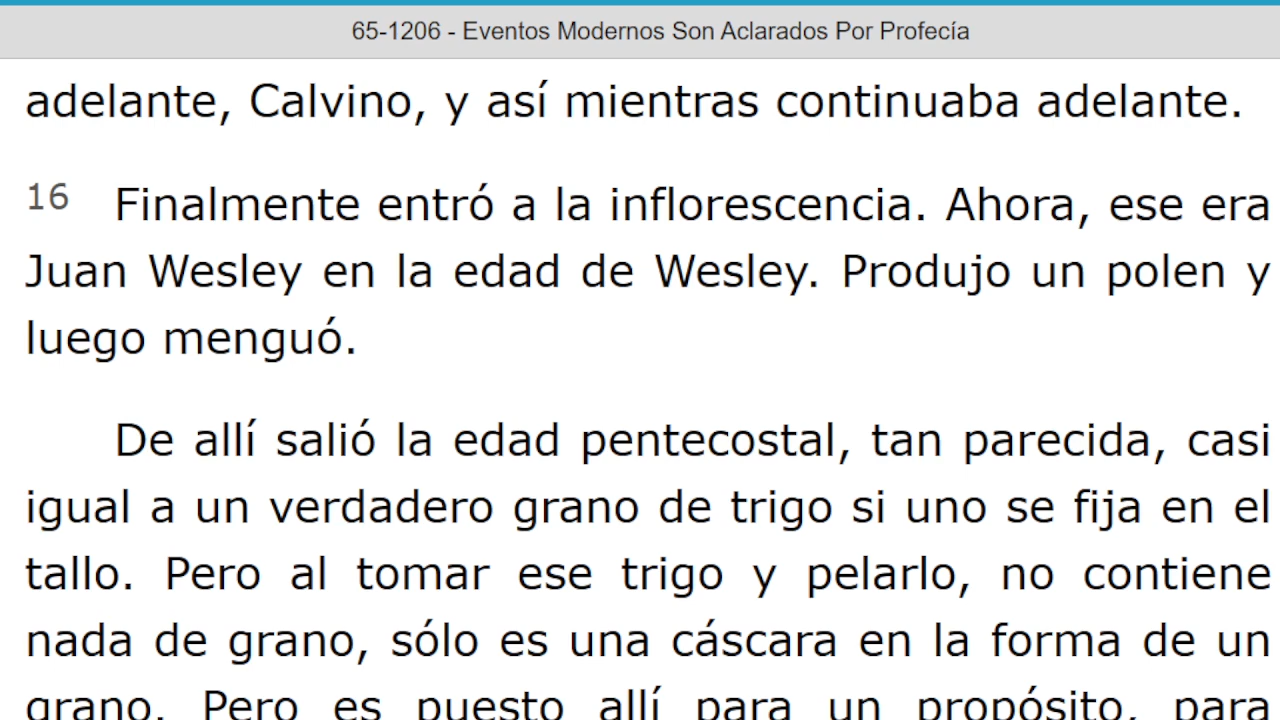 65-1206 - Eventos Modernos Son Aclarados Por Profecía
adelante, Calvino, y así mientras continuaba adelante.
16 Finalmente entró a la inflorescencia. Ahora, ese era
Juan Wesley en la edad de Wesley. Produjo un polen y
luego menguó.
De allí salió la edad pentecostal, tan parecida, casi
igual a un verdadero grano de trigo si uno se fija en el
tallo. Pero al tomar ese trigo y pelarlo, no contiene
nada de grano, sólo es una cáscara en la forma de un
grano. Pero es puesto allí para un propósito, para